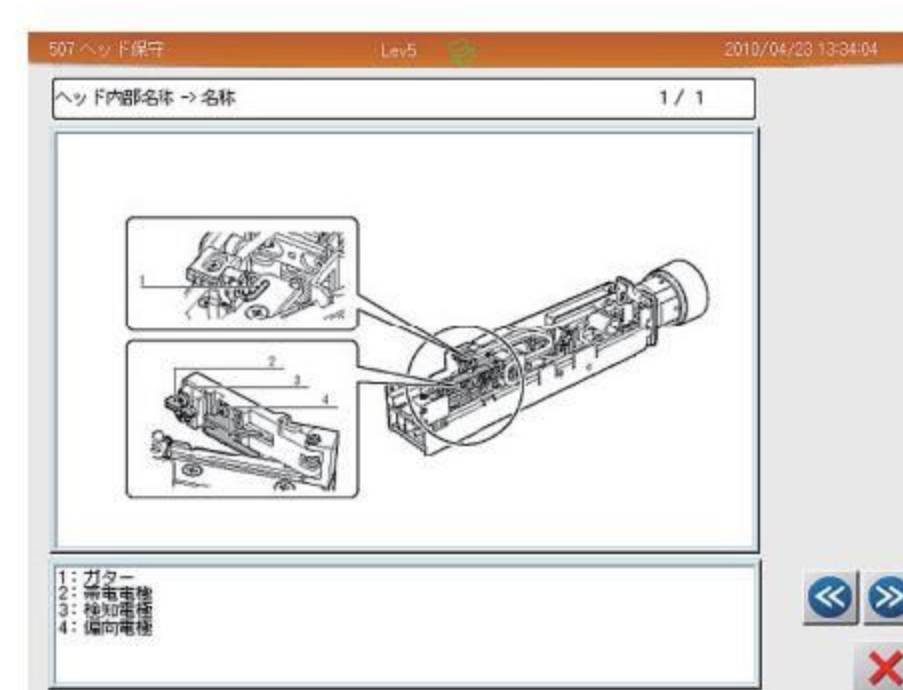 507 ヘッド保守 Lev5 2010/04/23 13:34:04
ヘッド内部名称 -> 名称 1 / 1
1
2
3
4
1: ガター
2: 帯電電極
3: 検知電極
4: 偏向電極